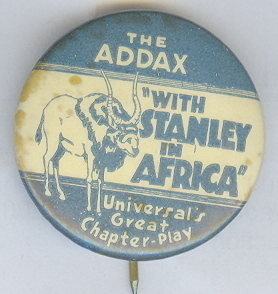 THE
ADDAX
"WITH
STANLEY
IN
AFRICA"
Universal's
Great
Chapter-Play